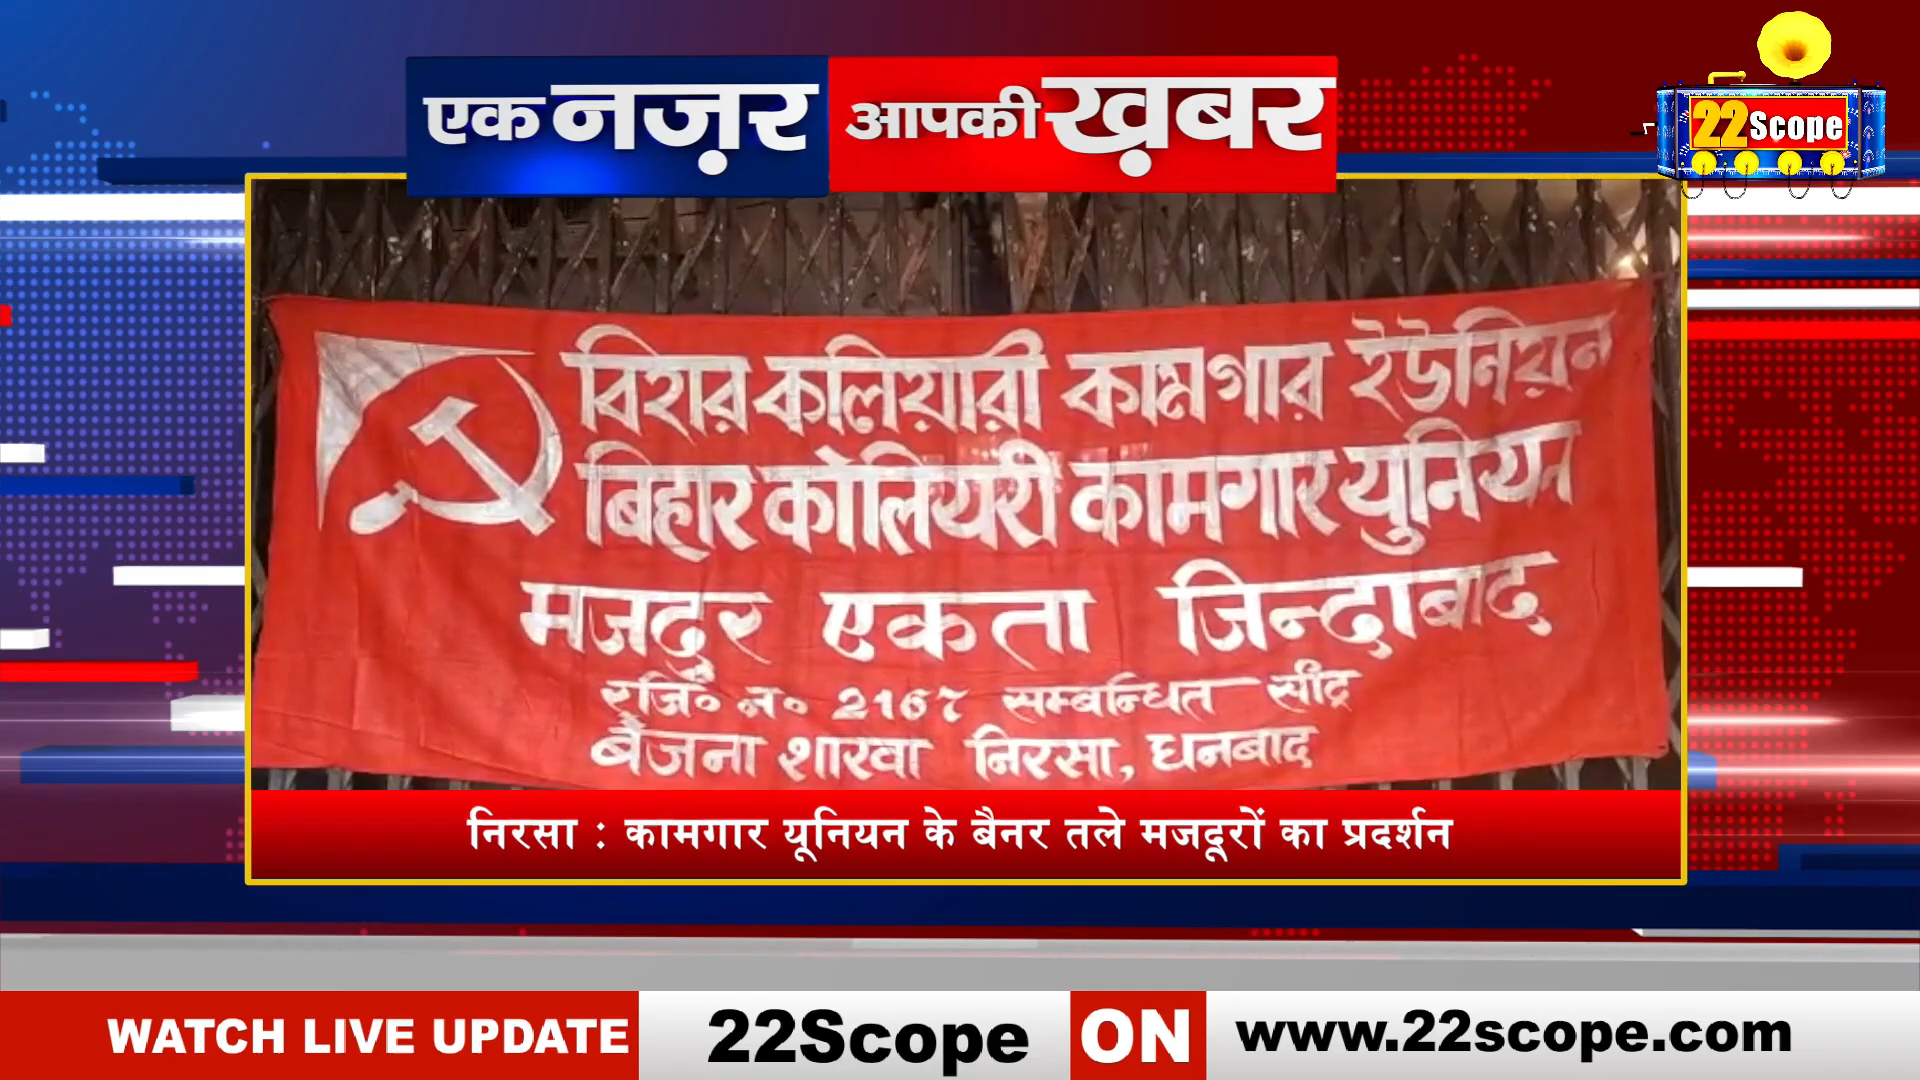 एक नज़र आपकी ख़बर
22Scope
বিহার কলিয়ারী কামগার ইউনিয়ন
बिहार कोलियरी कामगार युनियन
मजदुर एकता जिन्दाबाद
रजि० न० 2167 सम्बन्धित सीटू
बैजना शाखा निरसा, धनबाद
निरसा : कामगार यूनियन के बैनर तले मजदूरों का प्रदर्शन
WATCH LIVE UPDATE 22Scope ON www.22scope.com